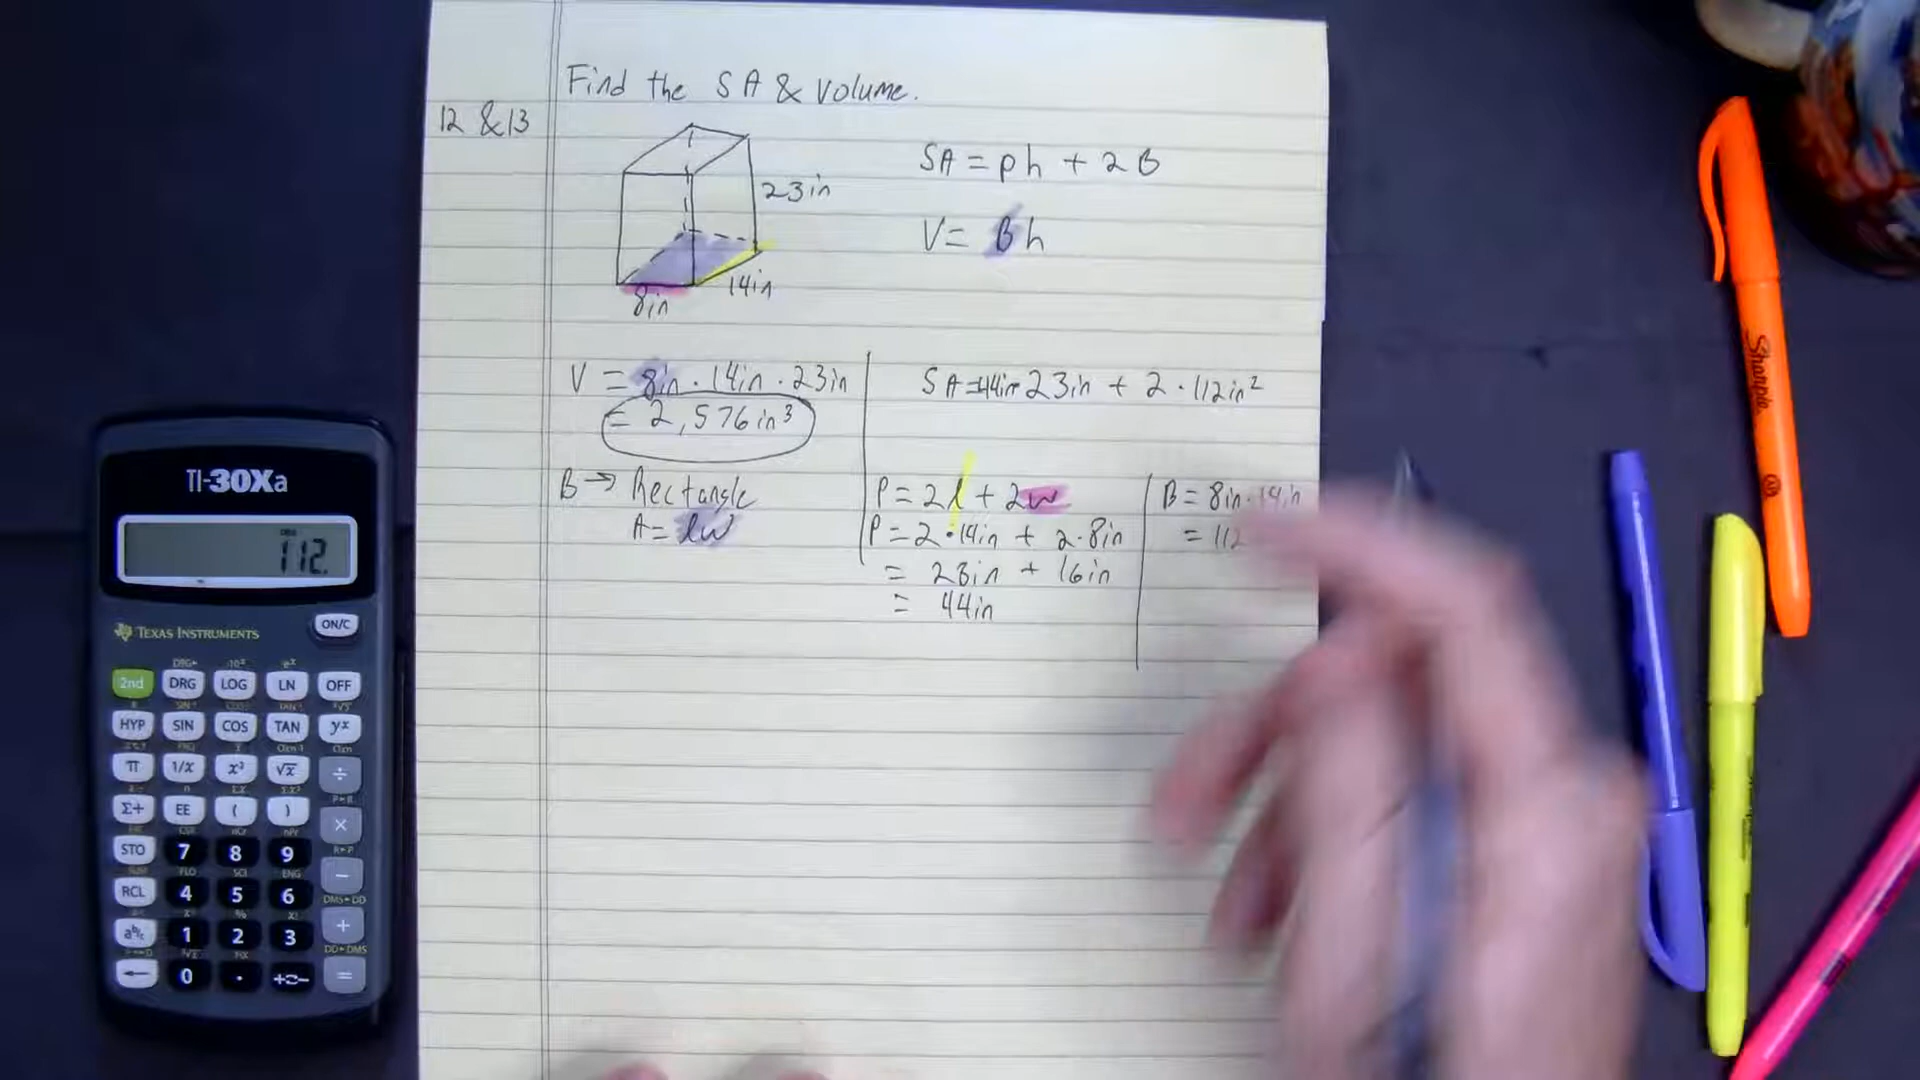 Find the SA & volume.
12 & 13
23in
14in
8in
SA = ph + 2B
V = Bh
V = 8in · 14in · 23in
= 2,576in³
B → Rectangle
A = lw
SA = 44in · 23in + 2 · 112in²
P = 2l + 2w
P = 2 · 14in + 2 · 8in
= 28in + 16in
= 44in
B = 8in · 14in
= 112
TI-30Xa
112.
TEXAS INSTRUMENTS
ON/C
2nd DRG LOG LN OFF
HYP SIN COS TAN yx
π 1/x x² √x ÷
Σ+ EE ( ) ×
STO 7 8 9 −
RCL 4 5 6 +
ab/c 1 2 3
← 0 . =
Sharpie